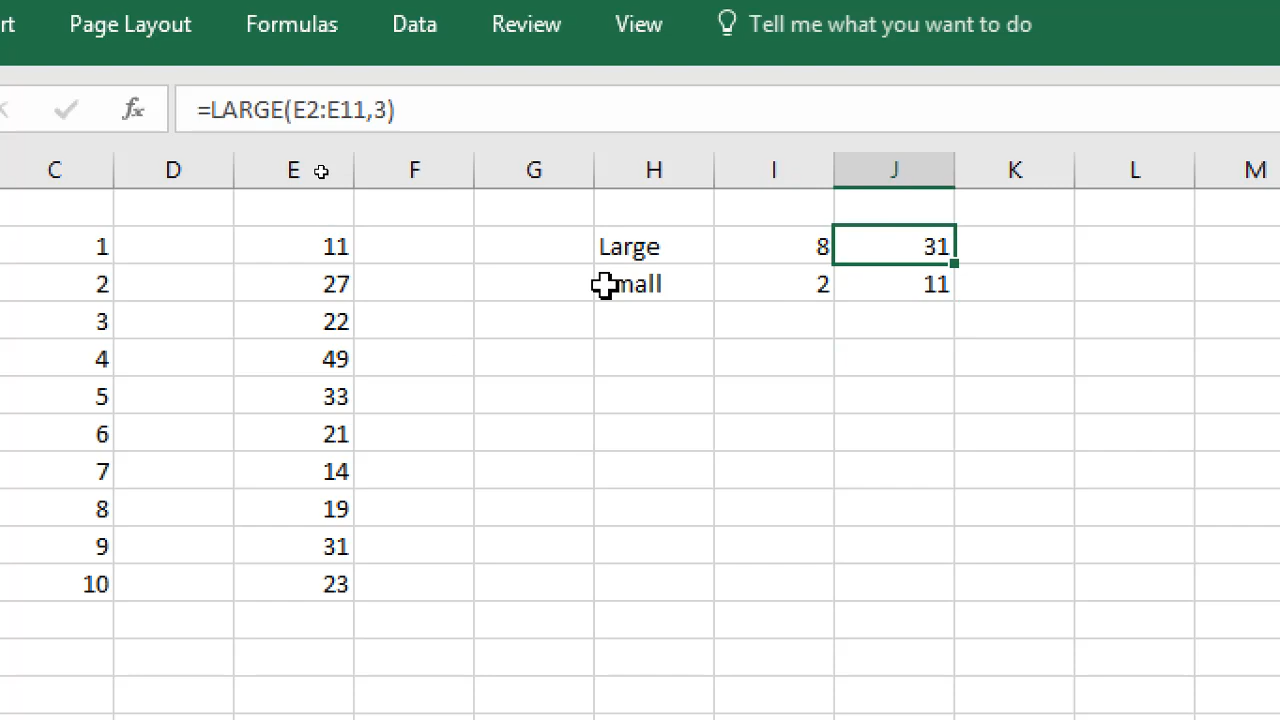 rt Page Layout Formulas Data Review View Tell me what you want to do
fx =LARGE(E2:E11,3)
C D E F G H I J K L M
1 11 Large 8 31
2 27 mall 2 11
3 22
4 49
5 33
6 21
7 14
8 19
9 31
10 23